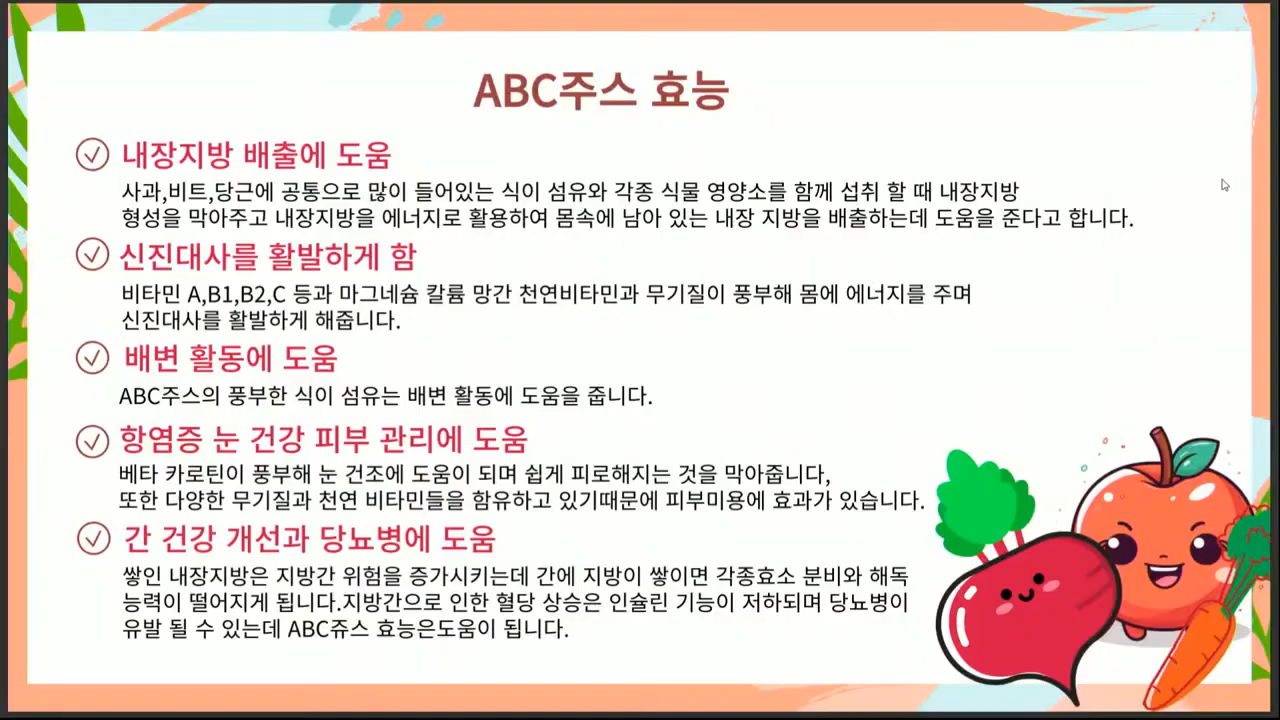 ABC주스 효능
내장지방 배출에 도움
사과,비트,당근에 공통으로 많이 들어있는 식이 섬유와 각종 식물 영양소를 함께 섭취 할 때 내장지방
형성을 막아주고 내장지방을 에너지로 활용하여 몸속에 남아 있는 내장 지방을 배출하는데 도움을 준다고 합니다.
신진대사를 활발하게 함
비타민 A,B1,B2,C 등과 마그네슘 칼륨 망간 천연비타민과 무기질이 풍부해 몸에 에너지를 주며
신진대사를 활발하게 해줍니다.
배변 활동에 도움
ABC주스의 풍부한 식이 섬유는 배변 활동에 도움을 줍니다.
항염증 눈 건강 피부 관리에 도움
베타 카로틴이 풍부해 눈 건조에 도움이 되며 쉽게 피로해지는 것을 막아줍니다,
또한 다양한 무기질과 천연 비타민들을 함유하고 있기때문에 피부미용에 효과가 있습니다.
간 건강 개선과 당뇨병에 도움
쌓인 내장지방은 지방간 위험을 증가시키는데 간에 지방이 쌓이면 각종효소 분비와 해독
능력이 떨어지게 됩니다.지방간으로 인한 혈당 상승은 인슐린 기능이 저하되며 당뇨병이
유발 될 수 있는데 ABC쥬스 효능은도움이 됩니다.